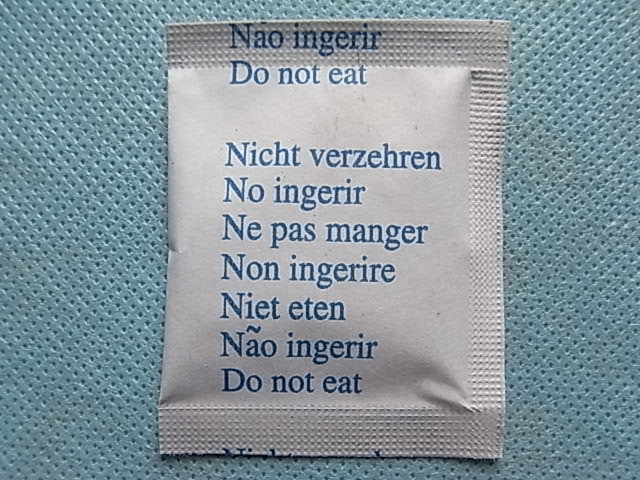 Não ingerir
Do not eat
Nicht verzehren
No ingerir
Ne pas manger
Non ingerire
Niet eten
Não ingerir
Do not eat